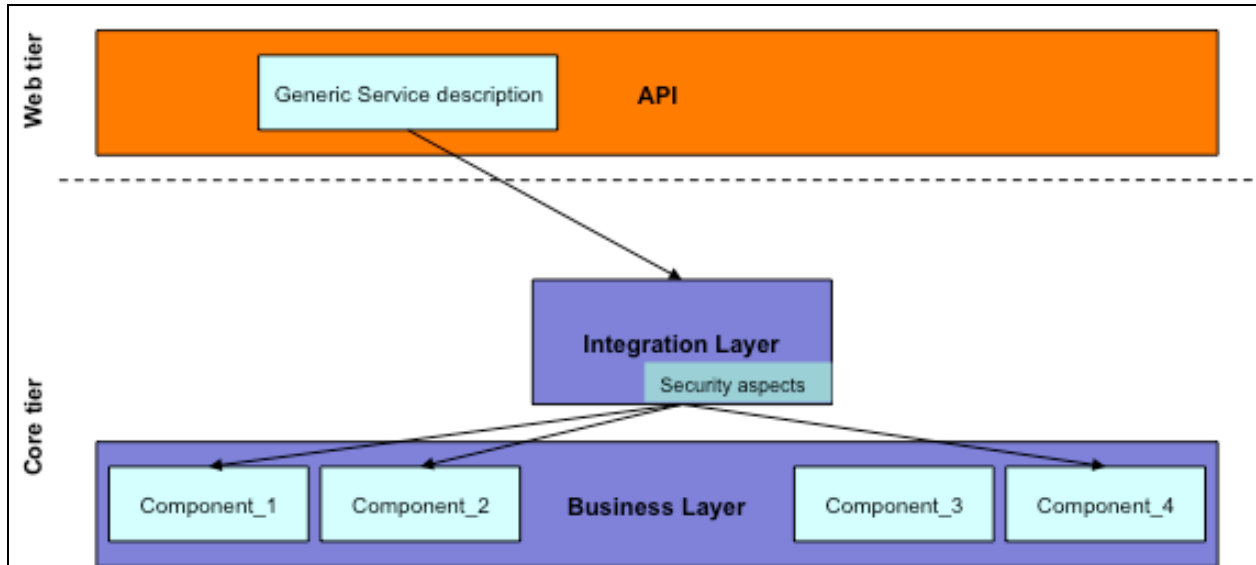 Web tier
Generic Service description
API
Integration Layer
Security aspects
Core tier
Component_1
Component_2
Business Layer
Component_3
Component_4